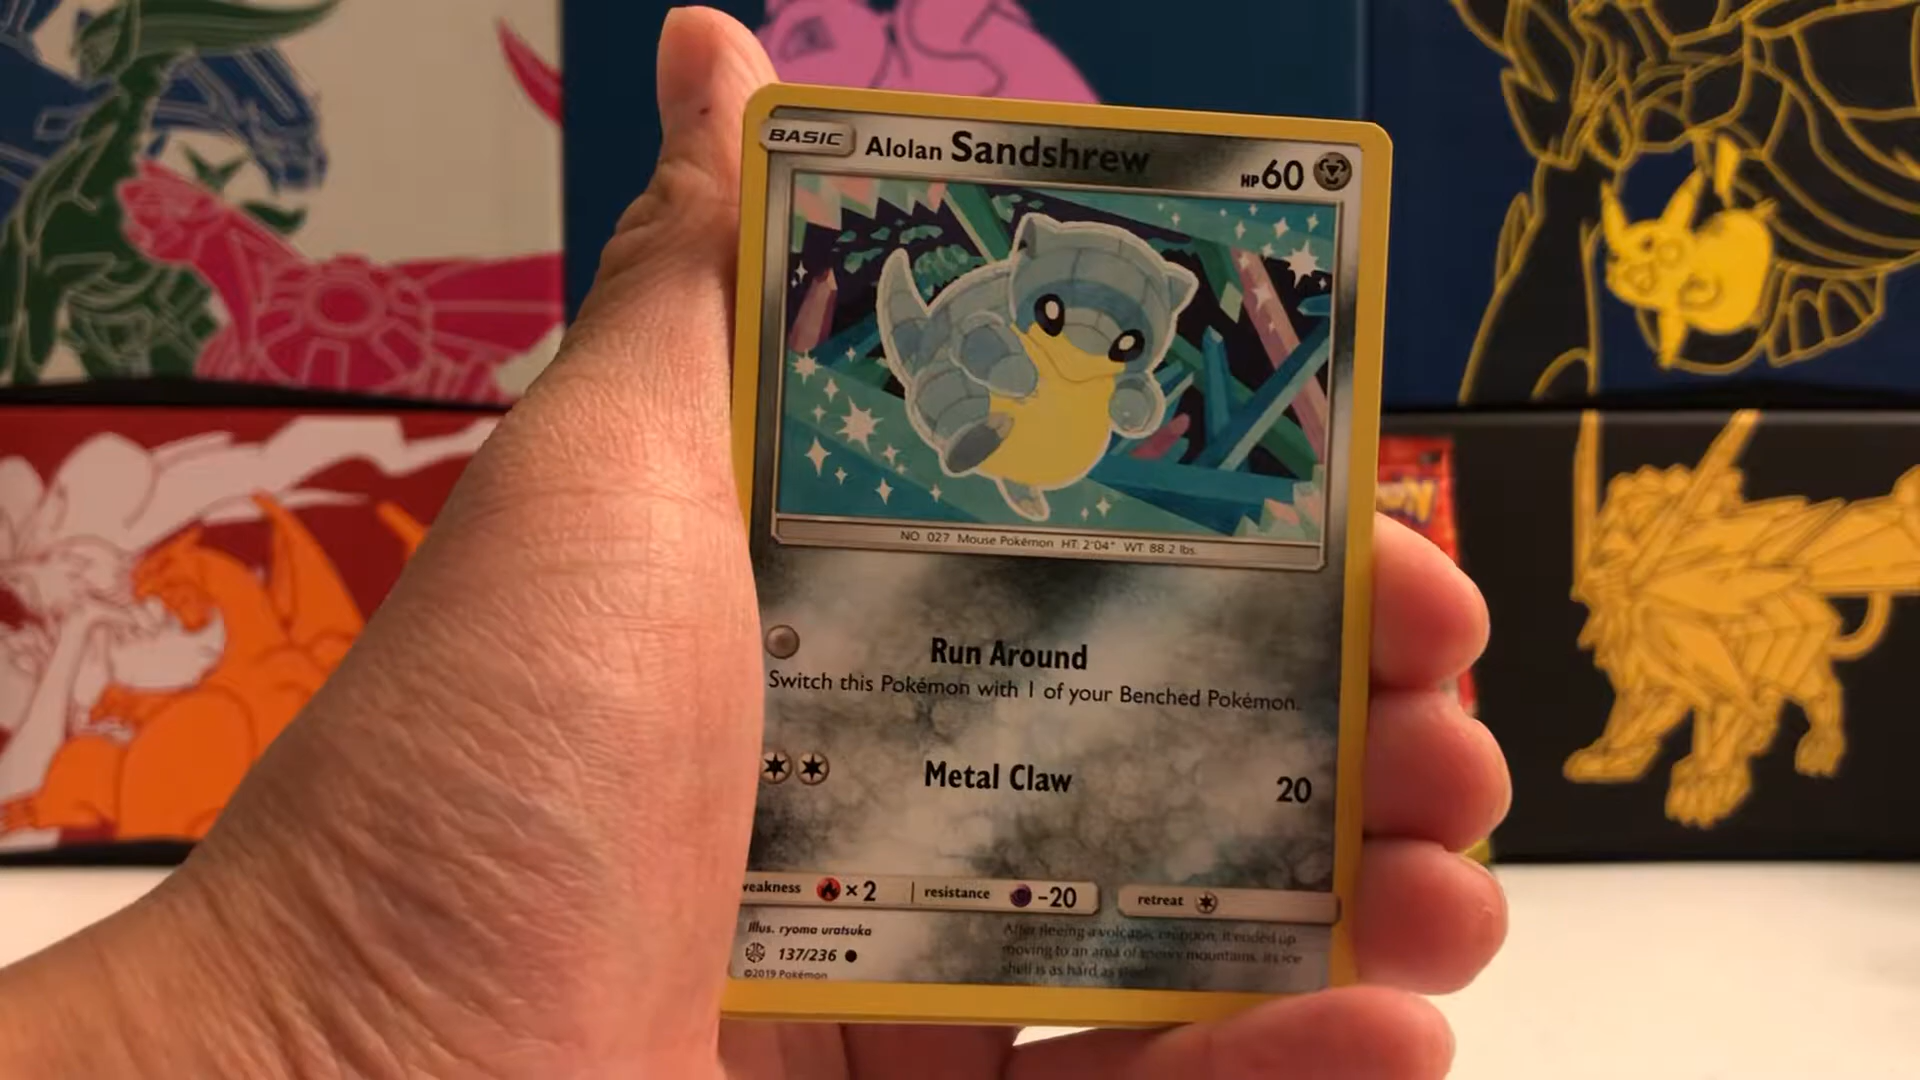 BASIC Alolan Sandshrew HP 60
NO. 027 Mouse Pokémon HT: 2'04" WT: 88.2 lbs.
Run Around
Switch this Pokémon with 1 of your Benched Pokémon.
Metal Claw 20
weakness ×2 resistance -20 retreat
Illus. ryoma uratsuka
137/236
©2019 Pokémon
After fleeing a volcanic eruption, it ended up
moving to an area of snowy mountains. Its ice
shell is as hard as steel.